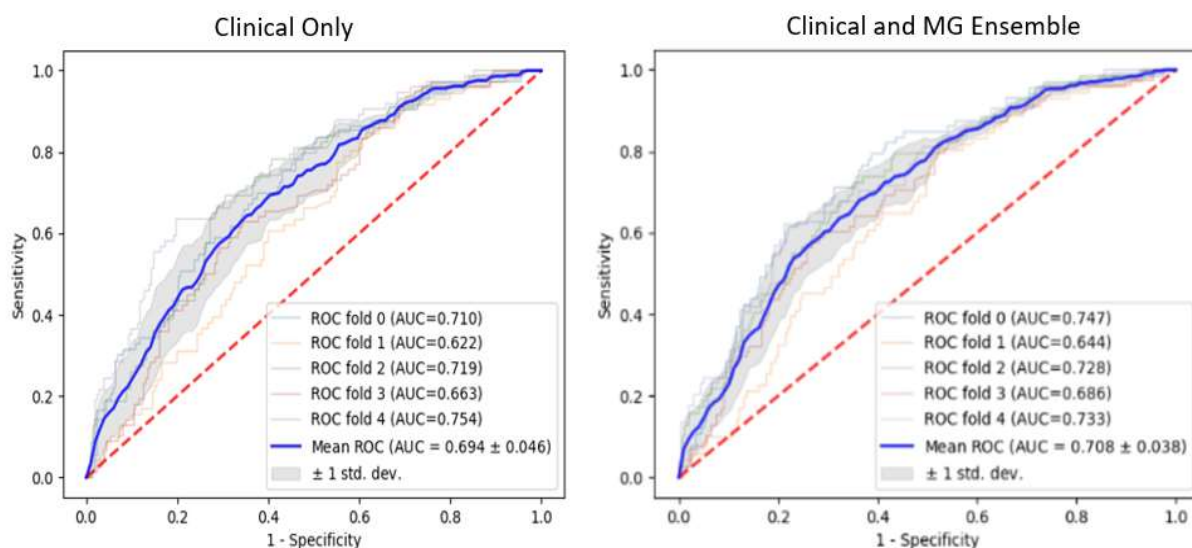 Clinical Only
1.0
0.8
0.6
0.4
0.2
0.0
Sensitivity
ROC fold 0 (AUC=0.710)
ROC fold 1 (AUC=0.622)
ROC fold 2 (AUC=0.719)
ROC fold 3 (AUC=0.663)
ROC fold 4 (AUC=0.754)
Mean ROC (AUC = 0.694 ± 0.046)
± 1 std. dev.
0.0 0.2 0.4 0.6 0.8 1.0
1 - Specificity
Clinical and MG Ensemble
1.0
0.8
0.6
0.4
0.2
0.0
Sensitivity
ROC fold 0 (AUC=0.747)
ROC fold 1 (AUC=0.644)
ROC fold 2 (AUC=0.728)
ROC fold 3 (AUC=0.686)
ROC fold 4 (AUC=0.733)
Mean ROC (AUC = 0.708 ± 0.038)
± 1 std. dev.
0.0 0.2 0.4 0.6 0.8 1.0
1 - Specificity